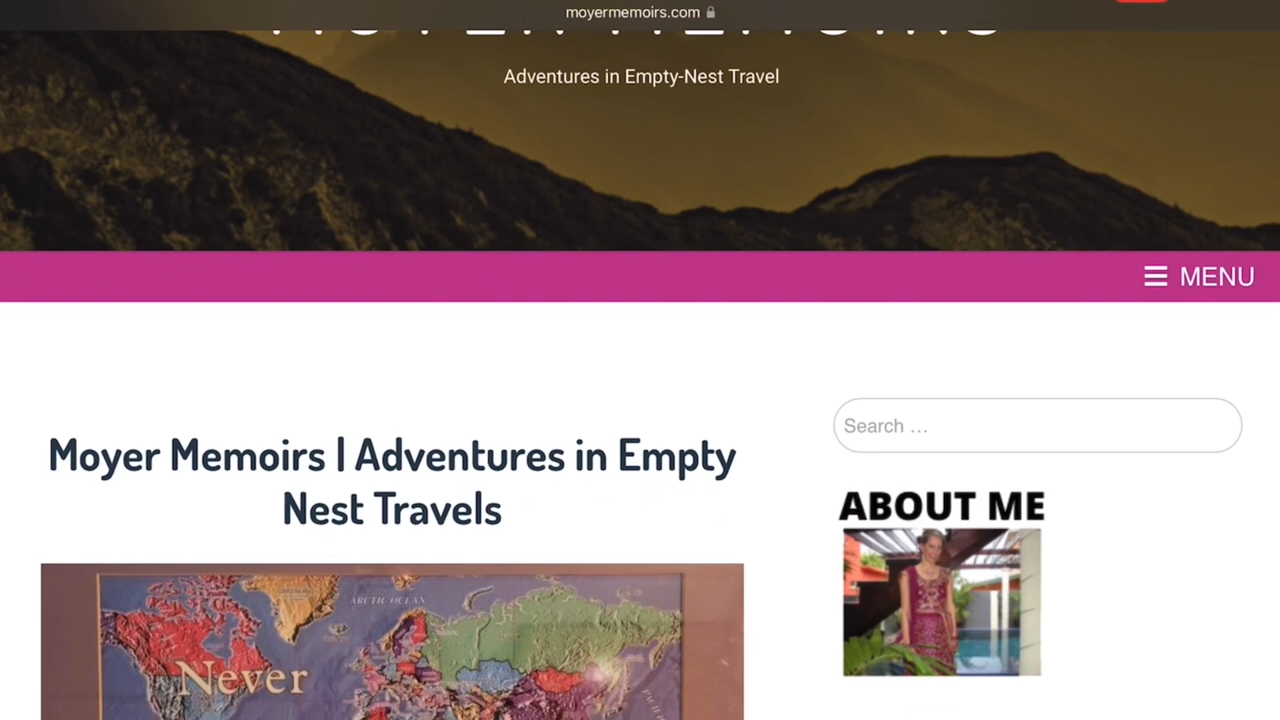 moyermemoirs.com
Adventures in Empty-Nest Travel
MENU
Search …
Moyer Memoirs | Adventures in Empty
Nest Travels
ABOUT ME
ARCTIC OCEAN
Never